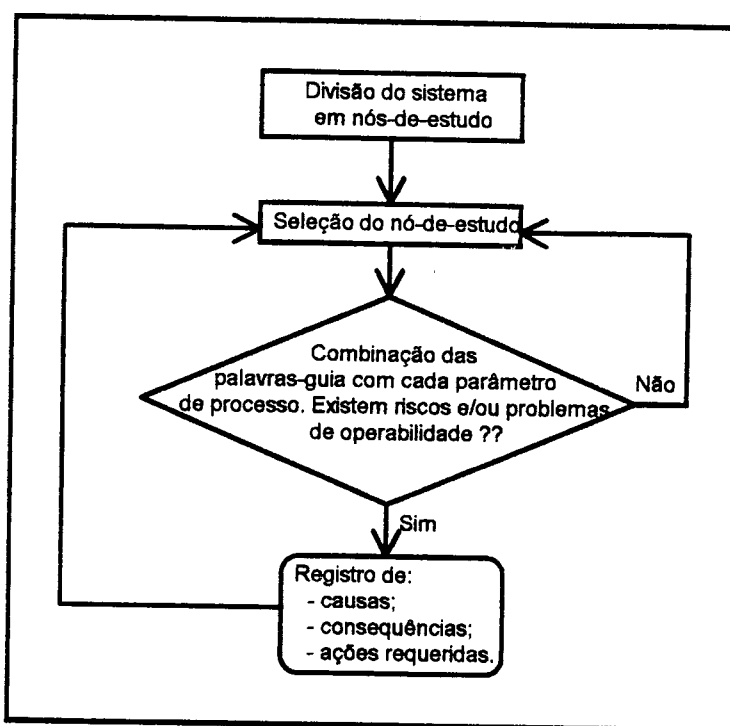 Divisão do sistema
em nós-de-estudo
Seleção do nó-de-estudo
Combinação das
palavras-guia com cada parâmetro
de processo. Existem riscos e/ou problemas
de operabilidade ??
Não
Sim
Registro de:
- causas;
- consequências;
- ações requeridas.